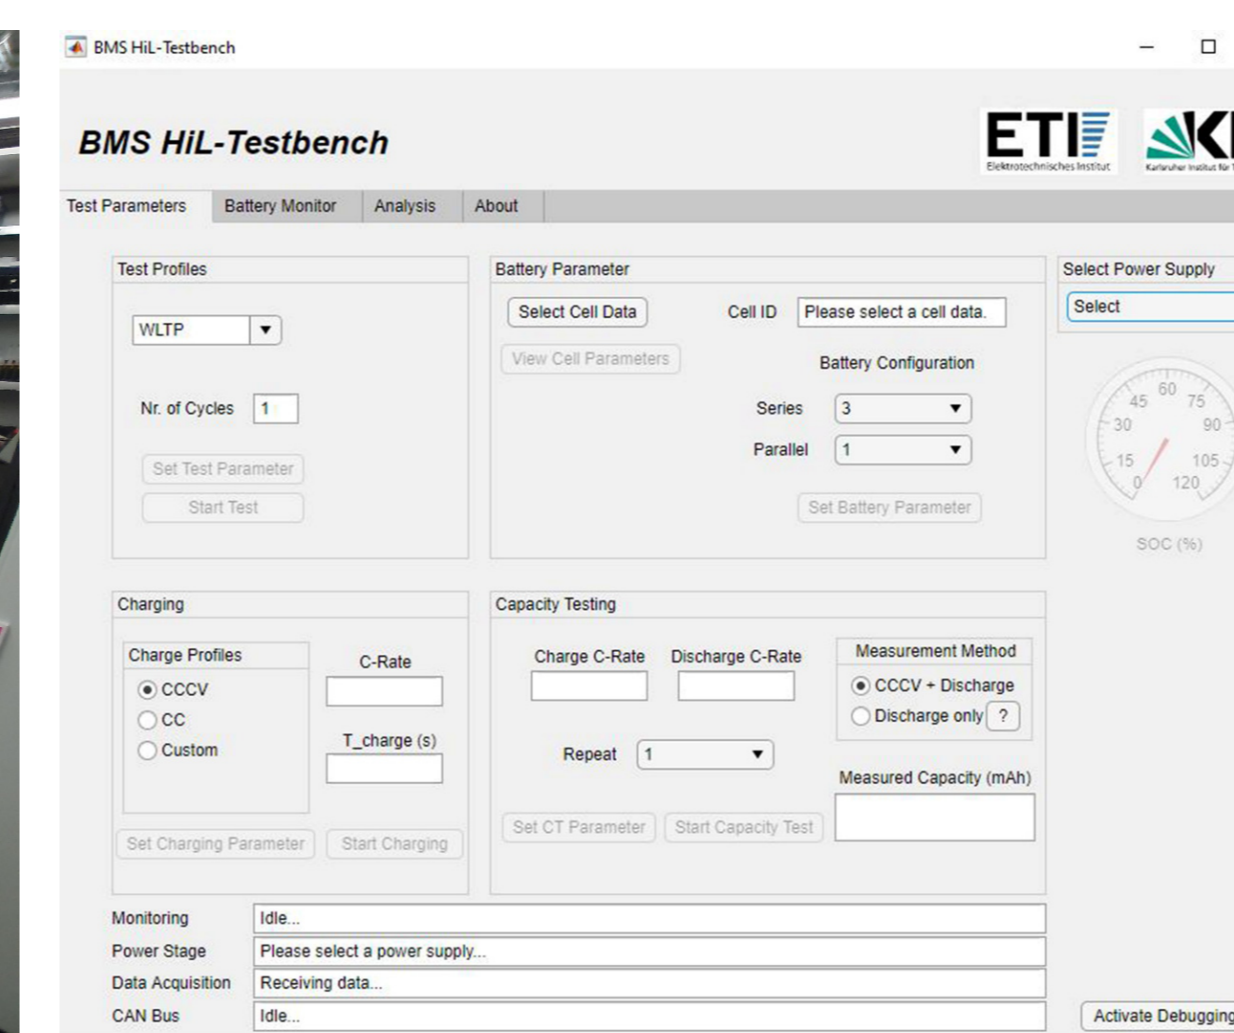 BMS HiL-Testbench
BMS HiL-Testbench
ETI
Elektrotechnisches Institut
Karlsruher Institut für
Test Parameters Battery Monitor Analysis About
Test Profiles
WLTP
Nr. of Cycles 1
Set Test Parameter
Start Test
Battery Parameter
Select Cell Data Cell ID Please select a cell data.
View Cell Parameters
Battery Configuration
Series 3
Parallel 1
Set Battery Parameter
Select Power Supply
Select
0 15 30 45 60 75 90 105 120
SOC (%)
Charging
Charge Profiles
CCCV
CC
Custom
C-Rate
T_charge (s)
Set Charging Parameter Start Charging
Capacity Testing
Charge C-Rate Discharge C-Rate
Repeat 1
Set CT Parameter Start Capacity Test
Measurement Method
CCCV + Discharge
Discharge only ?
Measured Capacity (mAh)
Monitoring Idle...
Power Stage Please select a power supply...
Data Acquisition Receiving data...
CAN Bus Idle...
Activate Debugging